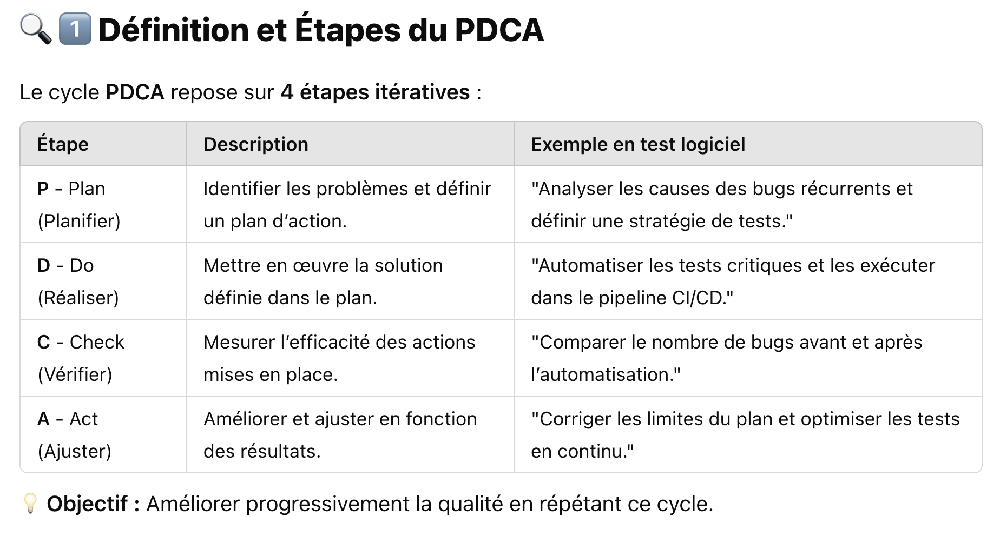 🔍 1️⃣ Définition et Étapes du PDCA
Le cycle PDCA repose sur 4 étapes itératives :
Étape Description Exemple en test logiciel
P - Plan (Planifier) Identifier les problèmes et définir un plan d’action. "Analyser les causes des bugs récurrents et définir une stratégie de tests."
D - Do (Réaliser) Mettre en œuvre la solution définie dans le plan. "Automatiser les tests critiques et les exécuter dans le pipeline CI/CD."
C - Check (Vérifier) Mesurer l’efficacité des actions mises en place. "Comparer le nombre de bugs avant et après l’automatisation."
A - Act (Ajuster) Améliorer et ajuster en fonction des résultats. "Corriger les limites du plan et optimiser les tests en continu."
💡 Objectif : Améliorer progressivement la qualité en répétant ce cycle.